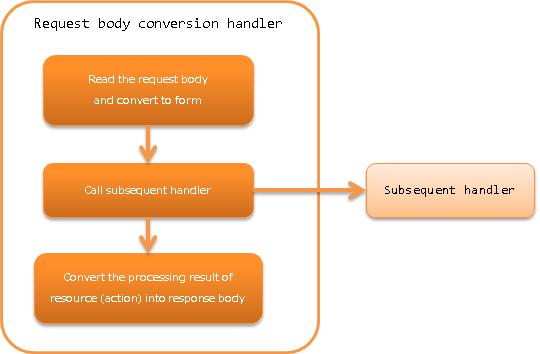 Request body conversion handler
Read the request body
and convert to form
Call subsequent handler
Subsequent handler
Convert the processing result of
resource (action) into response body